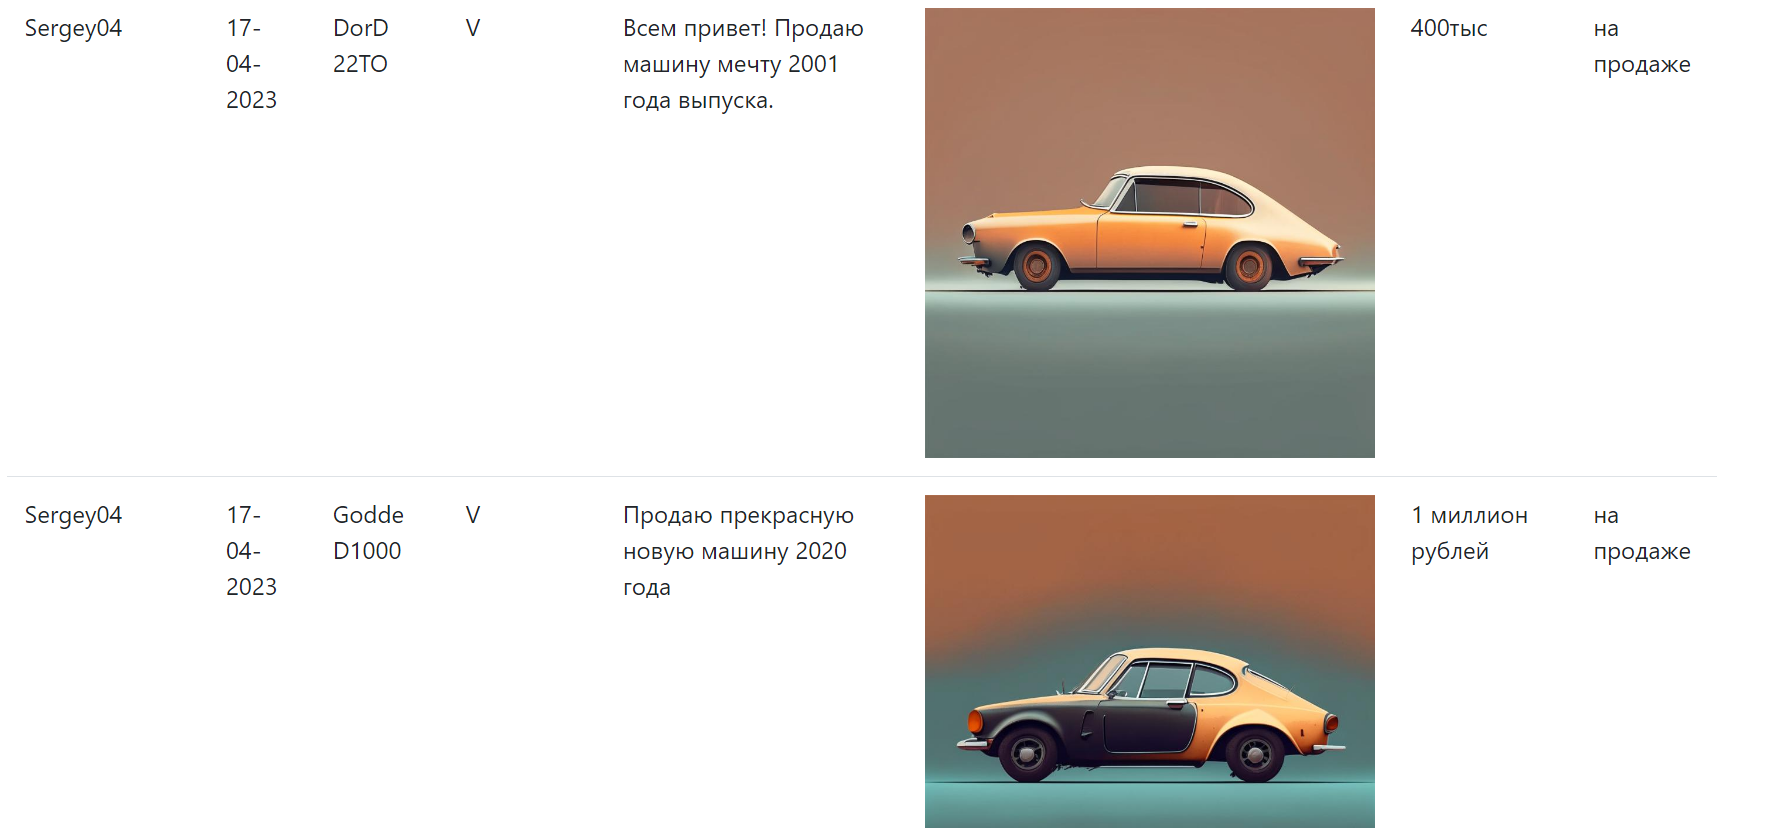 Sergey04
17-
04-
2023
DorD
22TO
V
Всем привет! Продаю
машину мечту 2001
года выпуска.
400тыс
на
продаже
Sergey04
17-
04-
2023
Godde
D1000
V
Продаю прекрасную
новую машину 2020
года
1 миллион
рублей
на
продаже